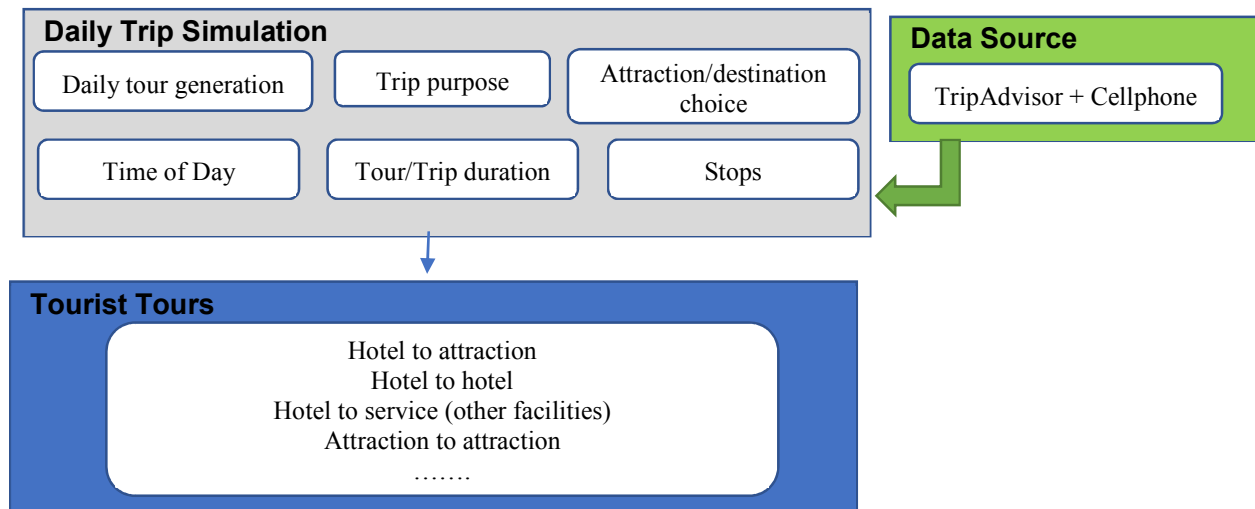 Daily Trip Simulation
Daily tour generation
Trip purpose
Attraction/destination
choice
Time of Day
Tour/Trip duration
Stops
Data Source
TripAdvisor + Cellphone
Tourist Tours
Hotel to attraction
Hotel to hotel
Hotel to service (other facilities)
Attraction to attraction
…….